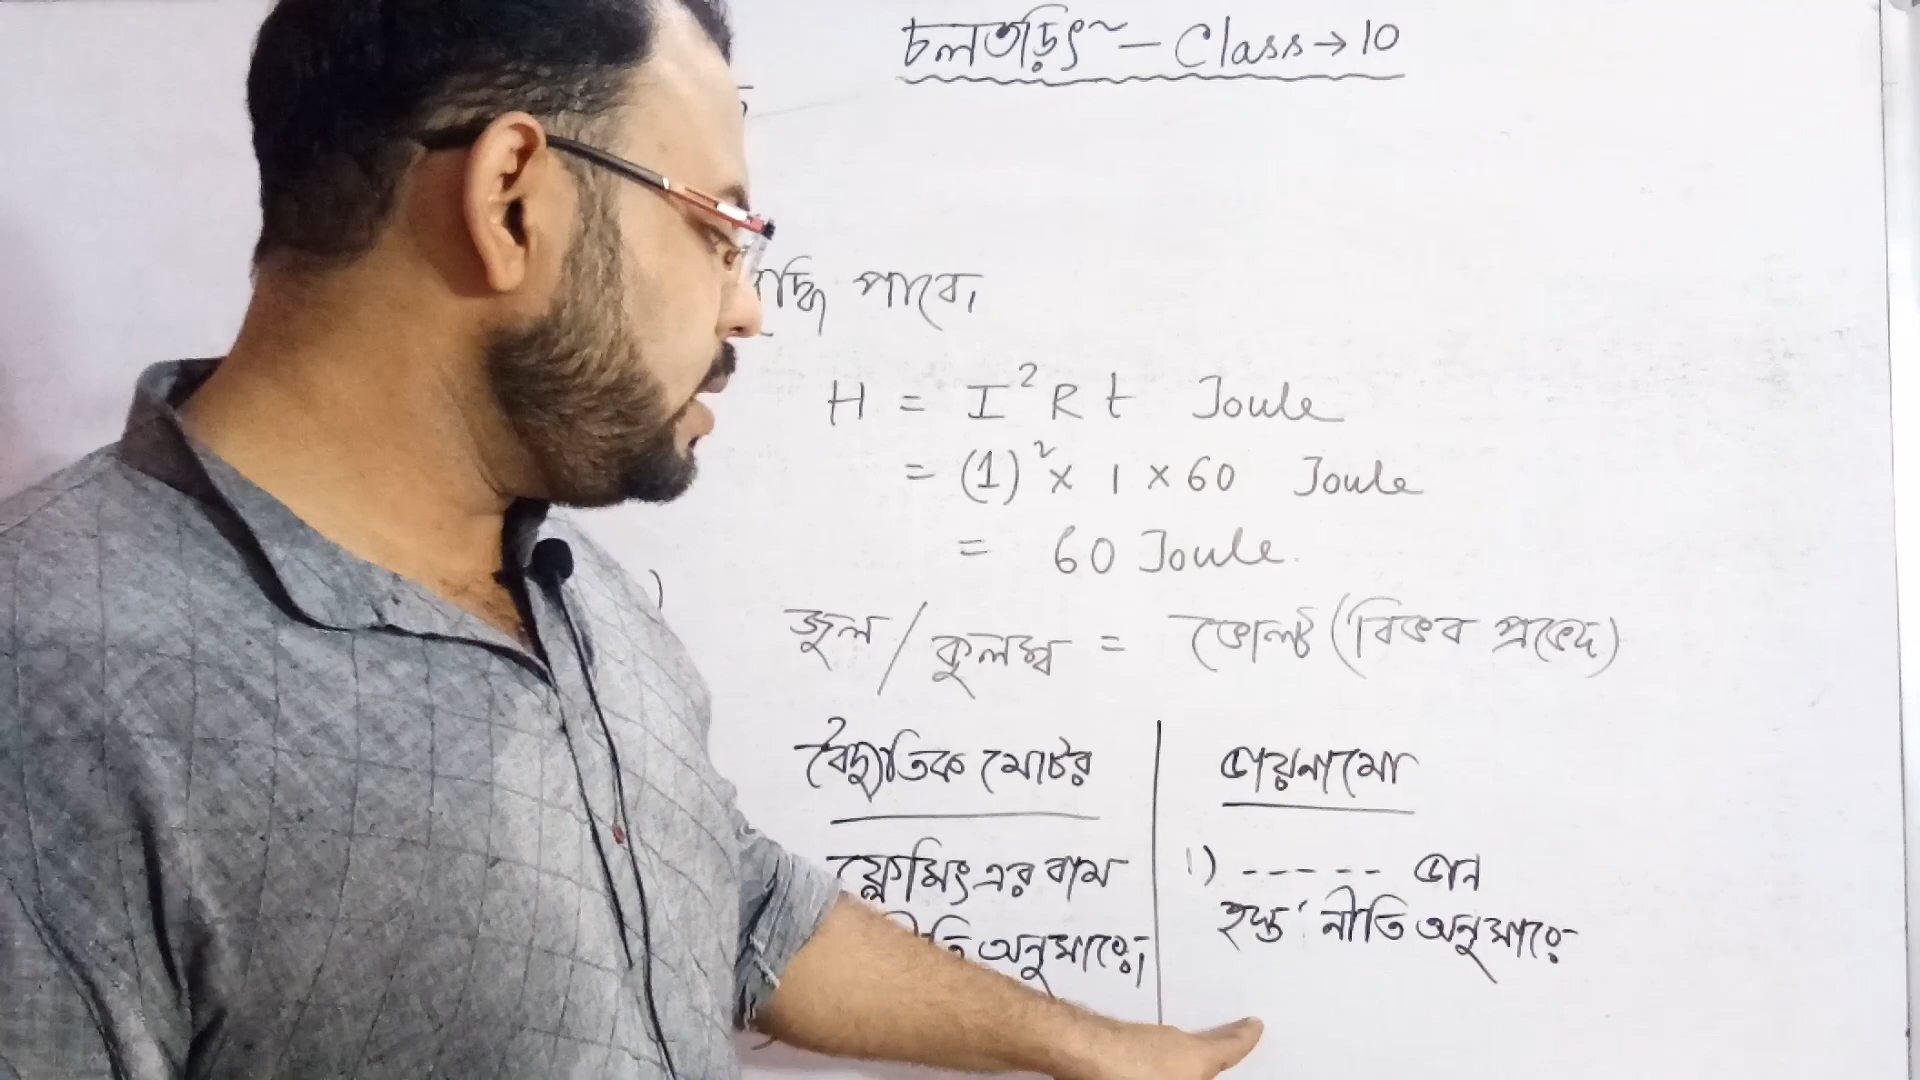 চলতড়িৎ~ — Class → 10
পাবে।
H = I²Rt Joule
= (1)² × 1 × 60 Joule
= 60 Joule.
জুল / কুলম্ব = ভোল্ট (বিভব প্রভেদ)
বৈদ্যুতিক মোটর
ফ্লেমিং এর বাম
নীতি অনুসারে,
ডায়নামো
1) ------ ডান
হস্ত' নীতি অনুসারে-